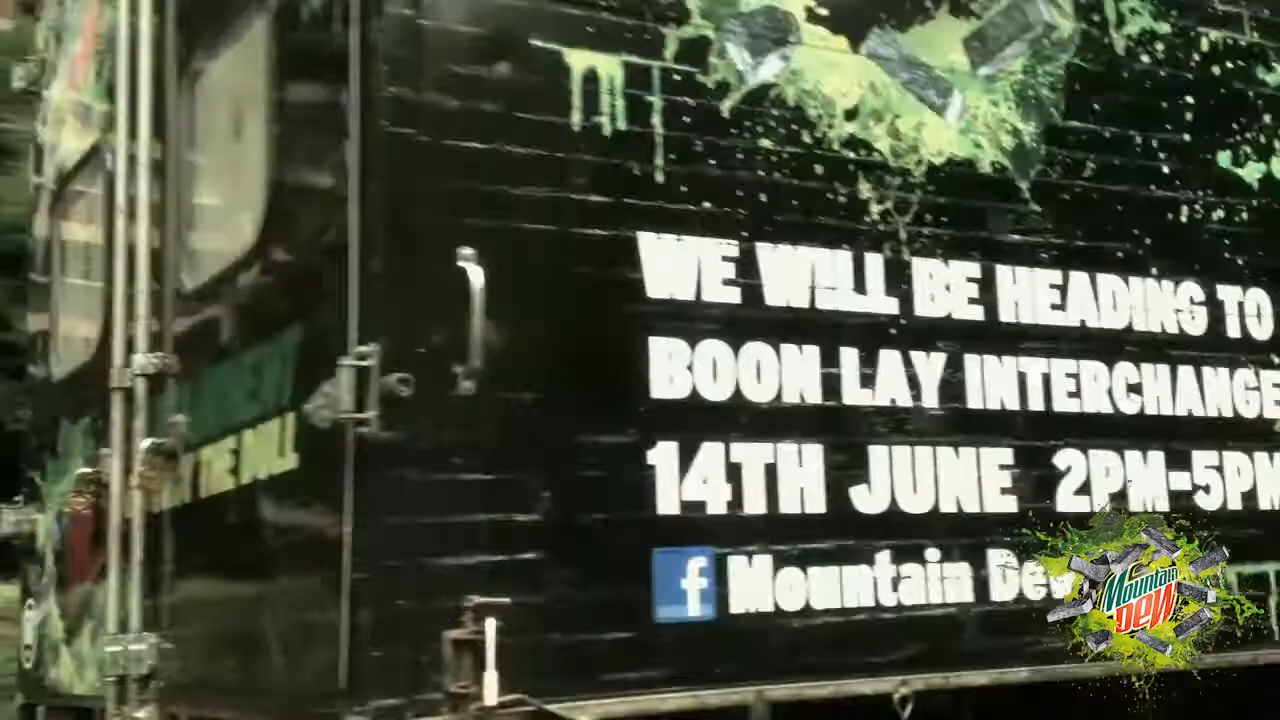 WE WILL BE HEADING TO
BOON LAY INTERCHANGE
14TH JUNE 2PM-5PM
f Mountain Dew
Mountain
DEW